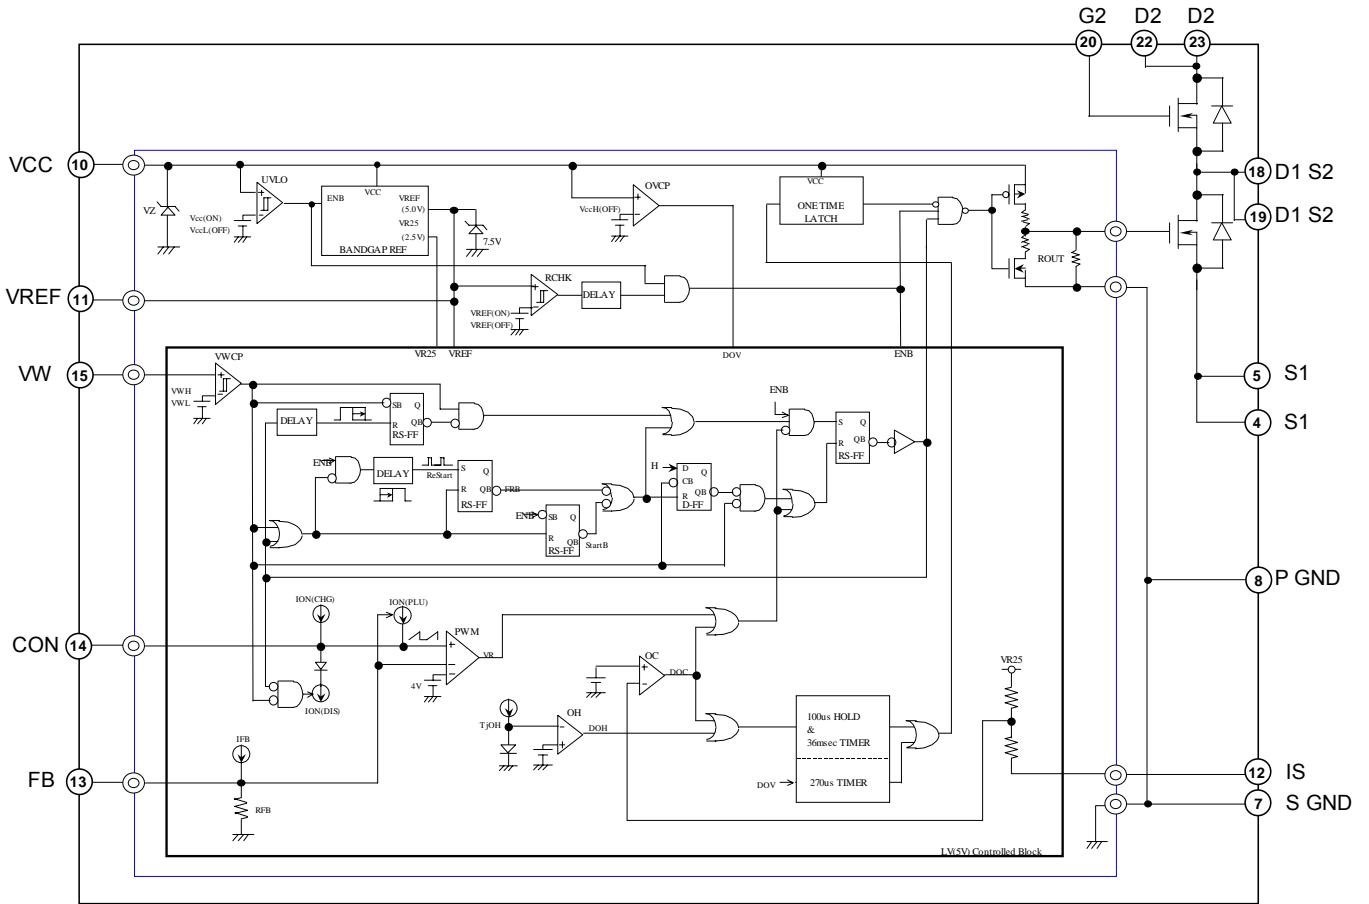 G2 D2 D2
20 22 23
VCC 10
VREF 11
VW 15
CON 14
FB 13
18 D1 S2
19 D1 S2
5 S1
4 S1
8 P GND
12 IS
7 S GND
VZ
UVLO
+
-
Vcc(ON)
VccL(OFF)
ENB
VCC
VREF
(5.0V)
VR25
(2.5V)
BANDGAP REF
7.5V
OVCP
+
-
VccH(OFF)
VCC
ONE TIME
LATCH
ROUT
RCHK
+
-
VREF(ON)
VREF(OFF)
DELAY
VR25 VREF
DOV
ENB
VWCP
+
-
VWH
VWL
DELAY
SB Q
R QB
RS-FF
ENB
DELAY
ReStart
S Q
R QB
RS-FF
FRB
ENB
SB Q
R QB
RS-FF
StartB
H
D Q
CB
R QB
D-FF
ENB
S Q
R QB
RS-FF
ION(CHG)
ION(PLU)
ION(DIS)
PWM
+
-
-
4V
VR
OC
+
-
DOC
TjOH
OH
-
+
DOH
100us HOLD
&
36msec TIMER
270us TIMER
DOV
VR25
IFB
RFB
LV(5V) Controlled Block